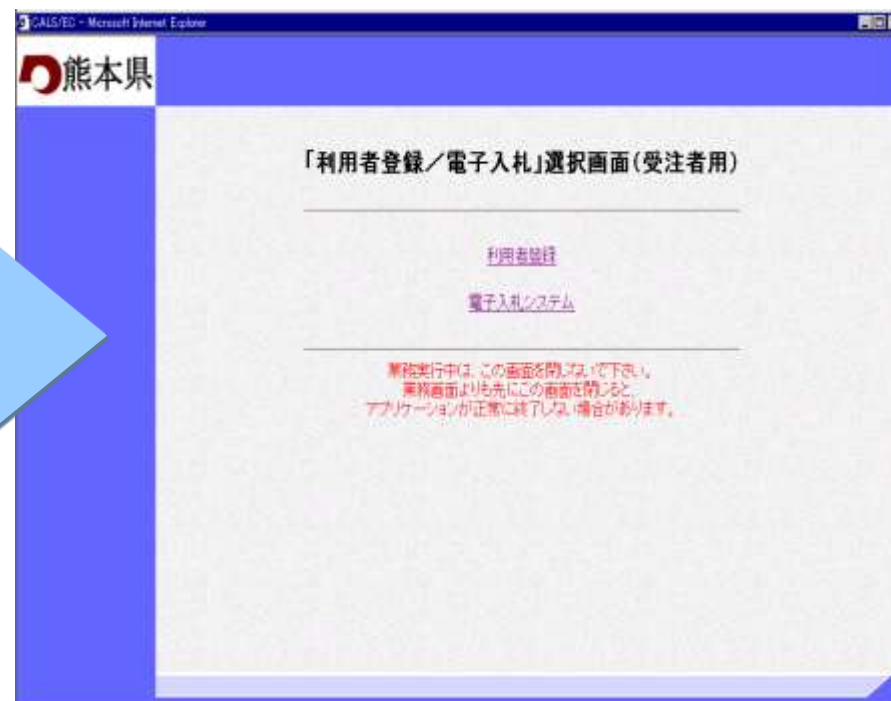 CALS/EC - Microsoft Internet Explorer
熊本県
「利用者登録／電子入札」選択画面(受注者用)
利用者登録
電子入札システム
業務実行中は、この画面を閉じないで下さい。
業務画面よりも先にこの画面を閉じると、
アプリケーションが正常に終了しない場合があります。